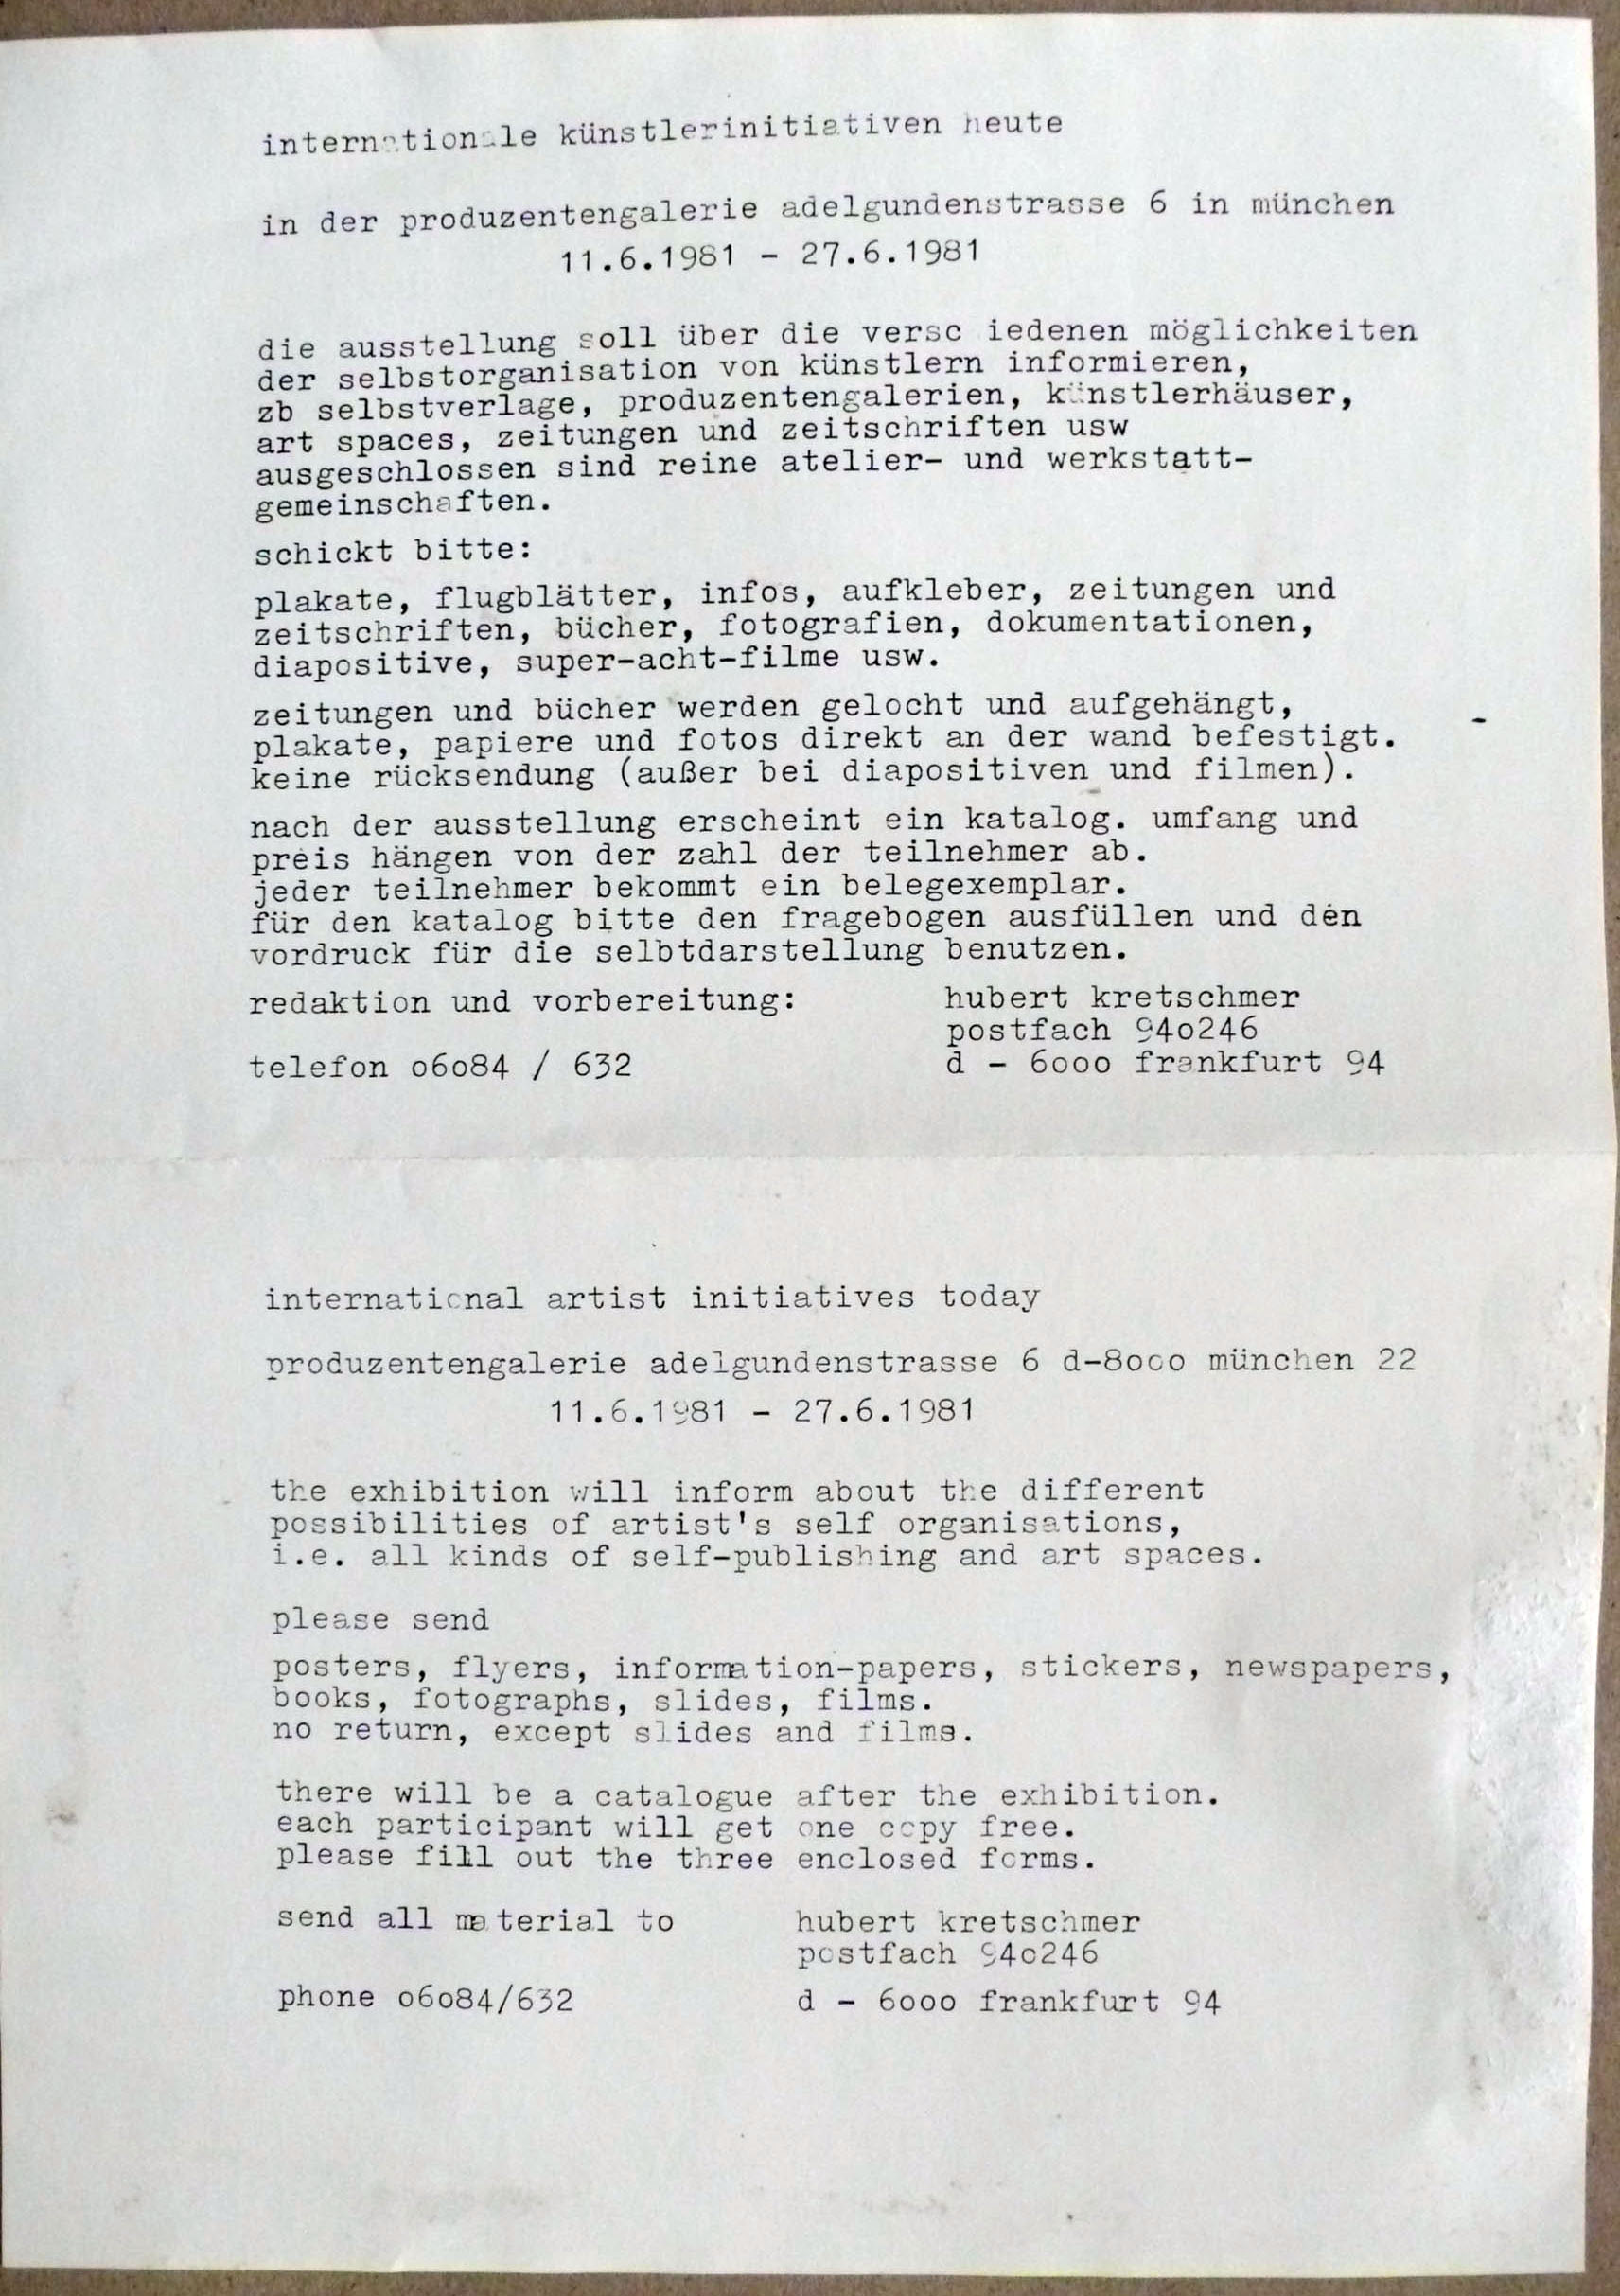 internationale künstlerinitiativen heute
in der produzentengalerie adelgundenstrasse 6 in münchen
11.6.1981 - 27.6.1981
die ausstellung soll über die versc iedenen möglichkeiten
der selbstorganisation von künstlern informieren,
zb selbstverlage, produzentengalerien, künstlerhäuser,
art spaces, zeitungen und zeitschriften usw
ausgeschlossen sind reine atelier- und werkstatt-
gemeinschaften.
schickt bitte:
plakate, flugblätter, infos, aufkleber, zeitungen und
zeitschriften, bücher, fotografien, dokumentationen,
diapositive, super-acht-filme usw.
zeitungen und bücher werden gelocht und aufgehängt,
plakate, papiere und fotos direkt an der wand befestigt.
keine rücksendung (außer bei diapositiven und filmen).
nach der ausstellung erscheint ein katalog. umfang und
preis hängen von der zahl der teilnehmer ab.
jeder teilnehmer bekommt ein belegexemplar.
für den katalog bitte den fragebogen ausfüllen und den
vordruck für die selbtdarstellung benutzen.
redaktion und vorbereitung: hubert kretschmer
postfach 94o246
telefon o6o84 / 632 d - 6ooo frankfurt 94
international artist initiatives today
produzentengalerie adelgundenstrasse 6 d-8ooo münchen 22
11.6.1981 - 27.6.1981
the exhibition will inform about the different
possibilities of artist's self organisations,
i.e. all kinds of self-publishing and art spaces.
please send
posters, flyers, information-papers, stickers, newspapers,
books, fotographs, slides, films.
no return, except slides and films.
there will be a catalogue after the exhibition.
each participant will get one copy free.
please fill out the three enclosed forms.
send all material to hubert kretschmer
postfach 94o246
phone o6o84/632 d - 6ooo frankfurt 94